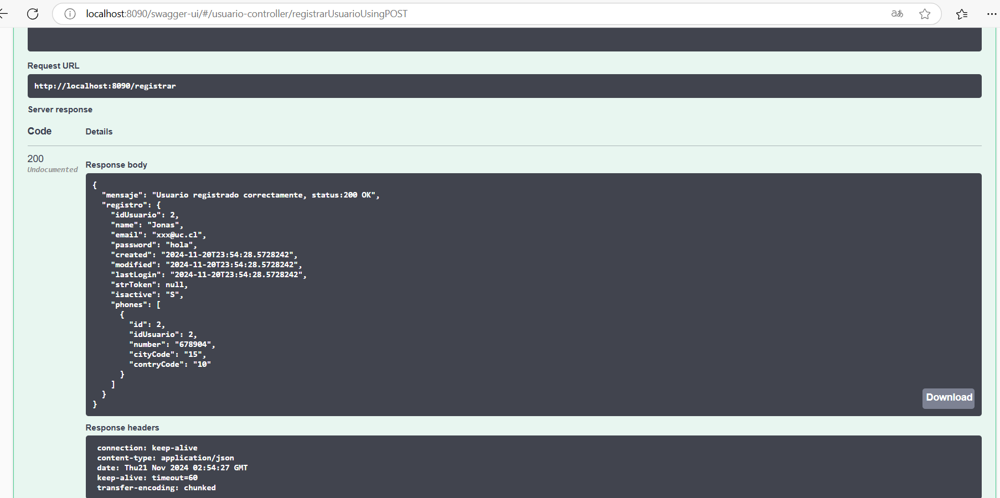 localhost:8090/swagger-ui/#/usuario-controller/registrarUsuarioUsingPOST
Request URL
http://localhost:8090/registrar
Server response
Code Details
200
Undocumented
Response body
{
  "mensaje": "Usuario registrado correctamente, status:200 OK",
  "registro": {
    "idUsuario": 2,
    "name": "Jonas",
    "email": "xxx@uc.cl",
    "password": "hola",
    "created": "2024-11-20T23:54:28.5728242",
    "modified": "2024-11-20T23:54:28.5728242",
    "lastLogin": "2024-11-20T23:54:28.5728242",
    "strToken": null,
    "isactive": "S",
    "phones": [
      {
        "id": 2,
        "idUsuario": 2,
        "number": "678904",
        "cityCode": "15",
        "contryCode": "10"
      }
    ]
  }
}
Download
Response headers
connection: keep-alive
content-type: application/json
date: Thu21 Nov 2024 02:54:27 GMT
keep-alive: timeout=60
transfer-encoding: chunked